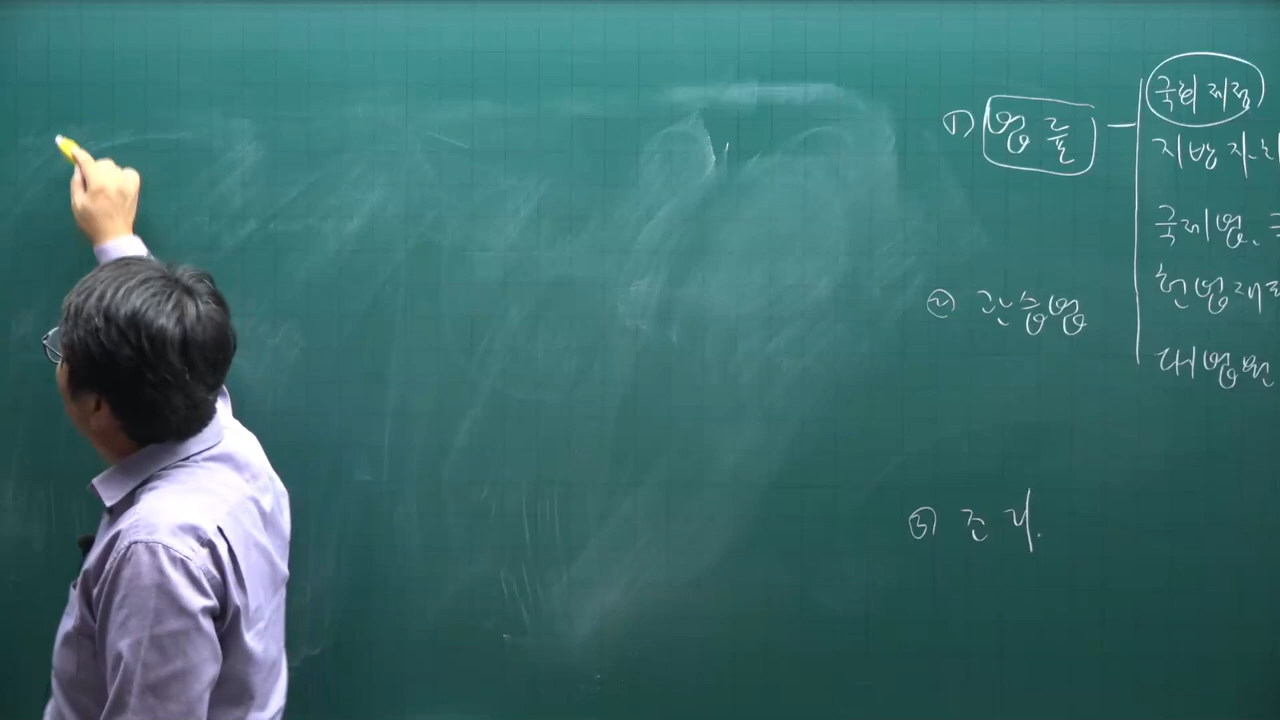 ① 법률
국회 제정
지방자치
국제법. 국
② 관습법
헌법재판
대법원
③ 조리.